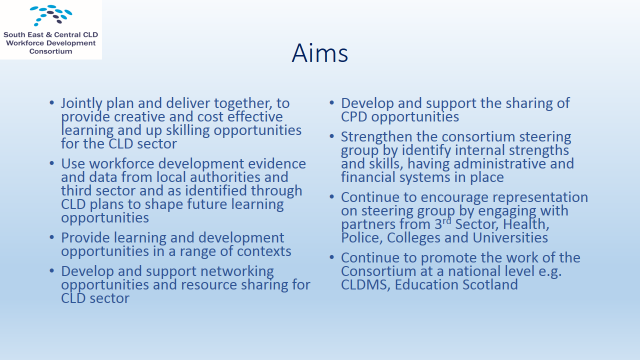 South East & Central CLD
Workforce Development
Consortium
Aims
• Jointly plan and deliver together, to
provide creative and cost effective
learning and up skilling opportunities
for the CLD sector
• Use workforce development evidence
and data from local authorities and
third sector and as identified through
CLD plans to shape future learning
opportunities
• Provide learning and development
opportunities in a range of contexts
• Develop and support networking
opportunities and resource sharing for
CLD sector
• Develop and support the sharing of
CPD opportunities
• Strengthen the consortium steering
group by identify internal strengths
and skills, having administrative and
financial systems in place
• Continue to encourage representation
on steering group by engaging with
partners from 3rd Sector, Health,
Police, Colleges and Universities
• Continue to promote the work of the
Consortium at a national level e.g.
CLDMS, Education Scotland